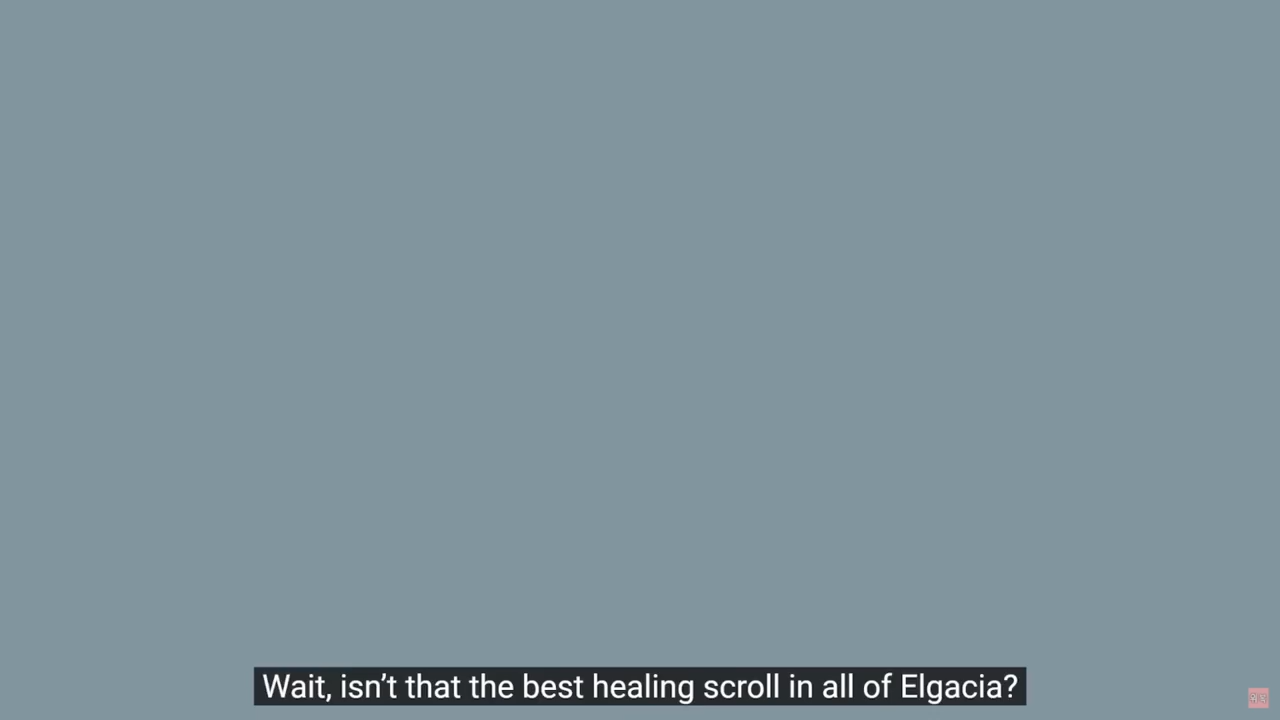 Wait, isn’t that the best healing scroll in all of Elgacia?